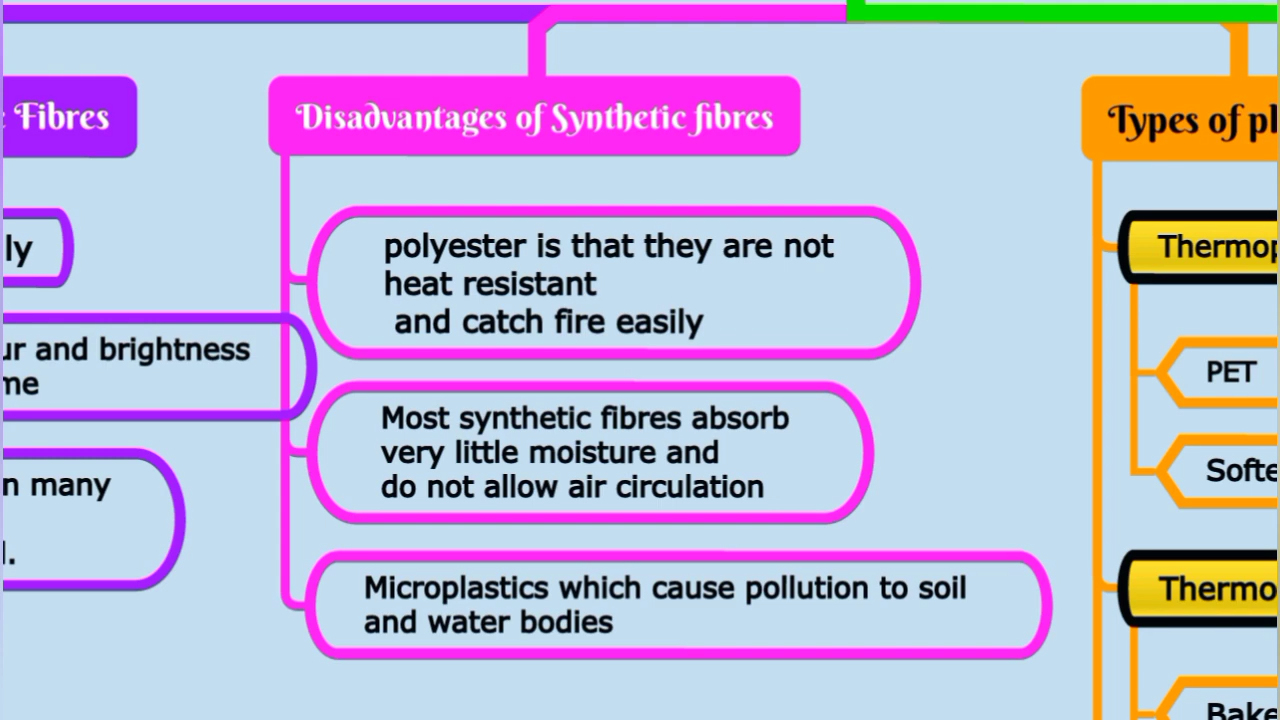 Fibres
Disadvantages of Synthetic fibres
Types of pl
ly
polyester is that they are not
heat resistant
and catch fire easily
Thermop
ur and brightness
me
PET
Most synthetic fibres absorb
very little moisture and
do not allow air circulation
Softe
n many
Microplastics which cause pollution to soil
and water bodies
Thermo
Bake